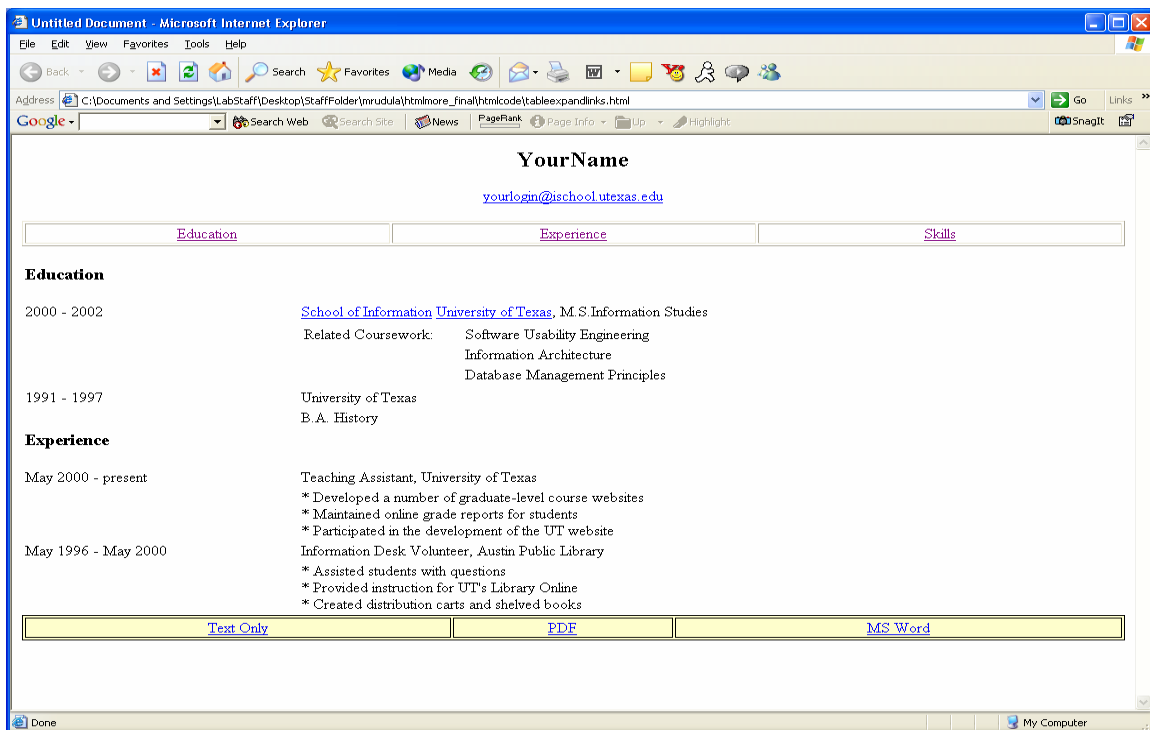 Untitled Document - Microsoft Internet Explorer
File Edit View Favorites Tools Help
Back Search Favorites Media
Address C:\Documents and Settings\LabStaff\Desktop\StaffFolder\mrudula\htmlmore_final\htmlcode\tableexpandlinks.html Go Links »
Google Search Web Search Site News PageRank Page Info Up Highlight SnagIt
YourName
yourlogin@ischool.utexas.edu
Education Experience Skills
Education
2000 - 2002 School of Information University of Texas, M.S.Information Studies
Related Coursework: Software Usability Engineering
Information Architecture
Database Management Principles
1991 - 1997 University of Texas
B.A. History
Experience
May 2000 - present Teaching Assistant, University of Texas
* Developed a number of graduate-level course websites
* Maintained online grade reports for students
* Participated in the development of the UT website
May 1996 - May 2000 Information Desk Volunteer, Austin Public Library
* Assisted students with questions
* Provided instruction for UT's Library Online
* Created distribution carts and shelved books
Text Only PDF MS Word
Done My Computer